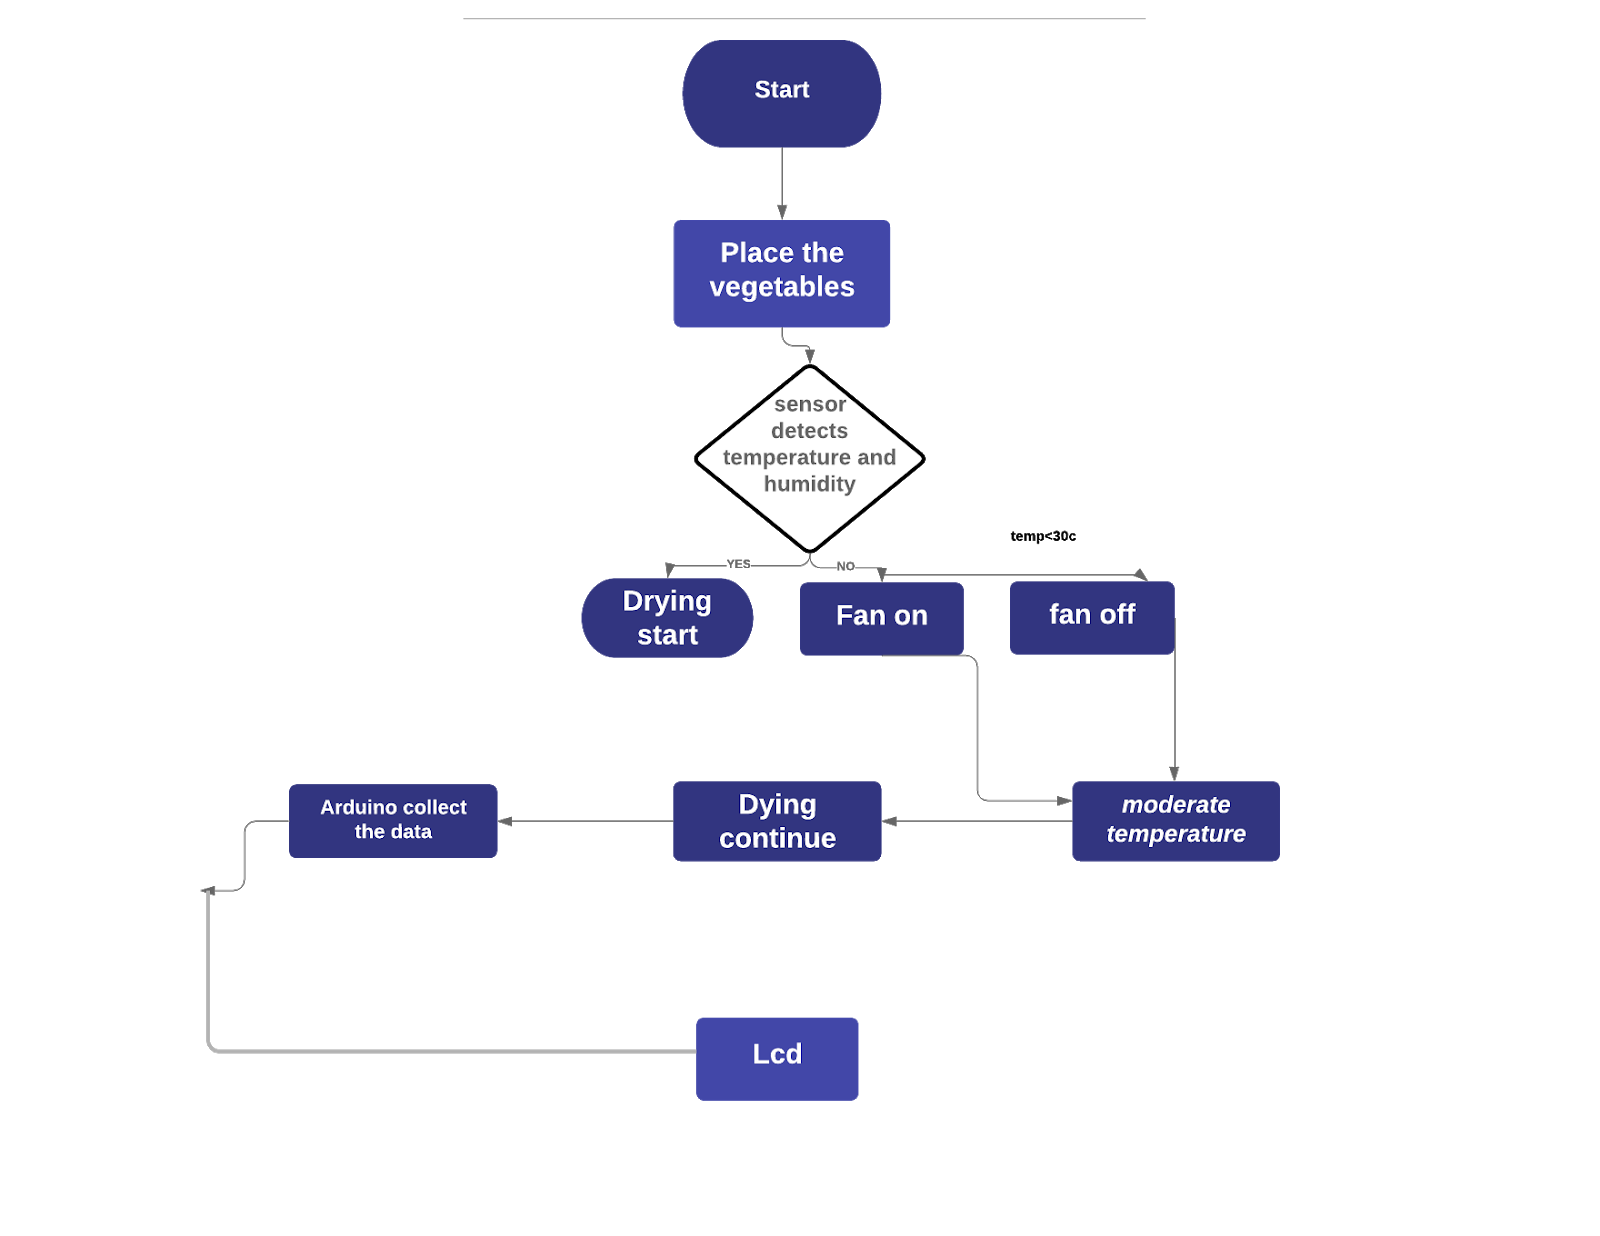 Start
Place the
vegetables
sensor
detects
temperature and
humidity
temp<30c
YES
NO
Drying
start
Fan on
fan off
Arduino collect
the data
Dying
continue
moderate
temperature
Lcd